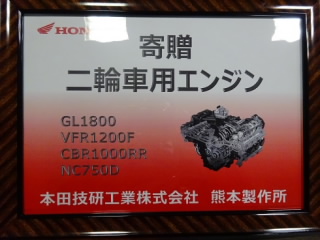 HON
寄贈
二輪車用エンジン
GL1800
VFR1200F
CBR1000RR
NC750D
本田技研工業株式会社 熊本製作所